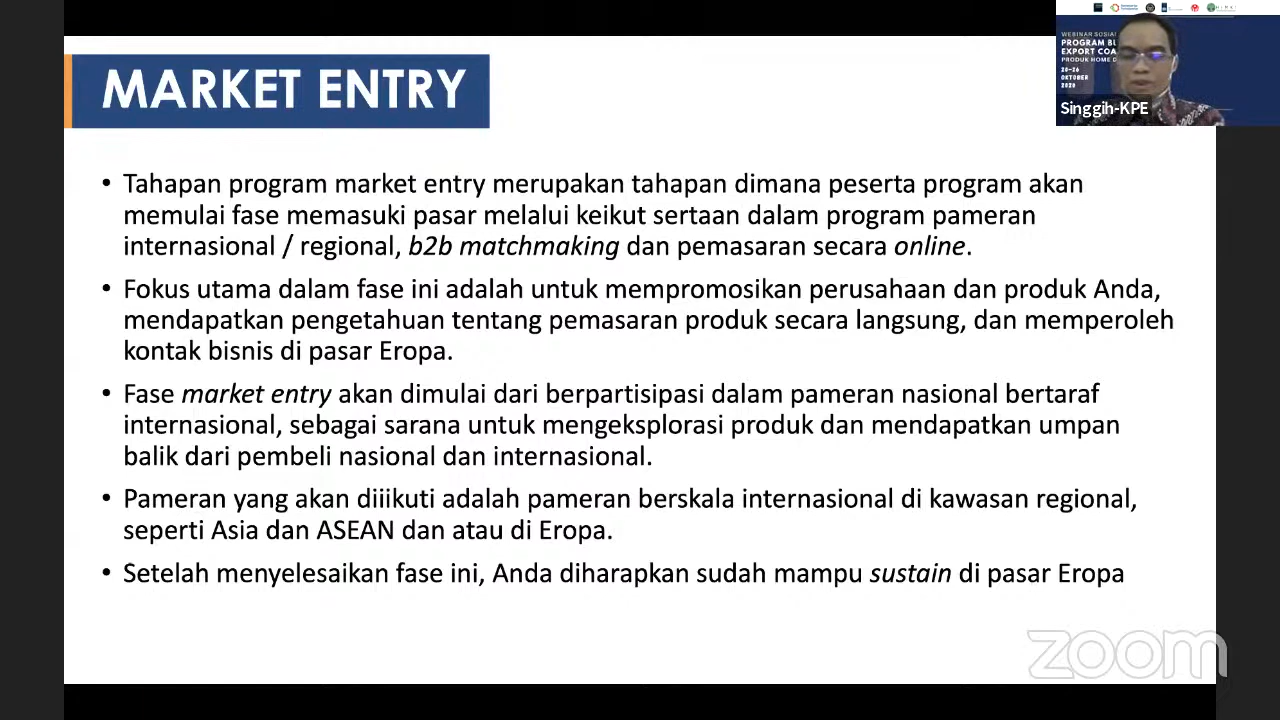 MARKET ENTRY
WEBINAR SOSIA
PROGRAM BL
EXPORT COA
PRODUK HOME D
20-26
OKTOBER
2020
Singgih-KPE
• Tahapan program market entry merupakan tahapan dimana peserta program akan
memulai fase memasuki pasar melalui keikut sertaan dalam program pameran
internasional / regional, b2b matchmaking dan pemasaran secara online.
• Fokus utama dalam fase ini adalah untuk mempromosikan perusahaan dan produk Anda,
mendapatkan pengetahuan tentang pemasaran produk secara langsung, dan memperoleh
kontak bisnis di pasar Eropa.
• Fase market entry akan dimulai dari berpartisipasi dalam pameran nasional bertaraf
internasional, sebagai sarana untuk mengeksplorasi produk dan mendapatkan umpan
balik dari pembeli nasional dan internasional.
• Pameran yang akan diiikuti adalah pameran berskala internasional di kawasan regional,
seperti Asia dan ASEAN dan atau di Eropa.
• Setelah menyelesaikan fase ini, Anda diharapkan sudah mampu sustain di pasar Eropa
zoom